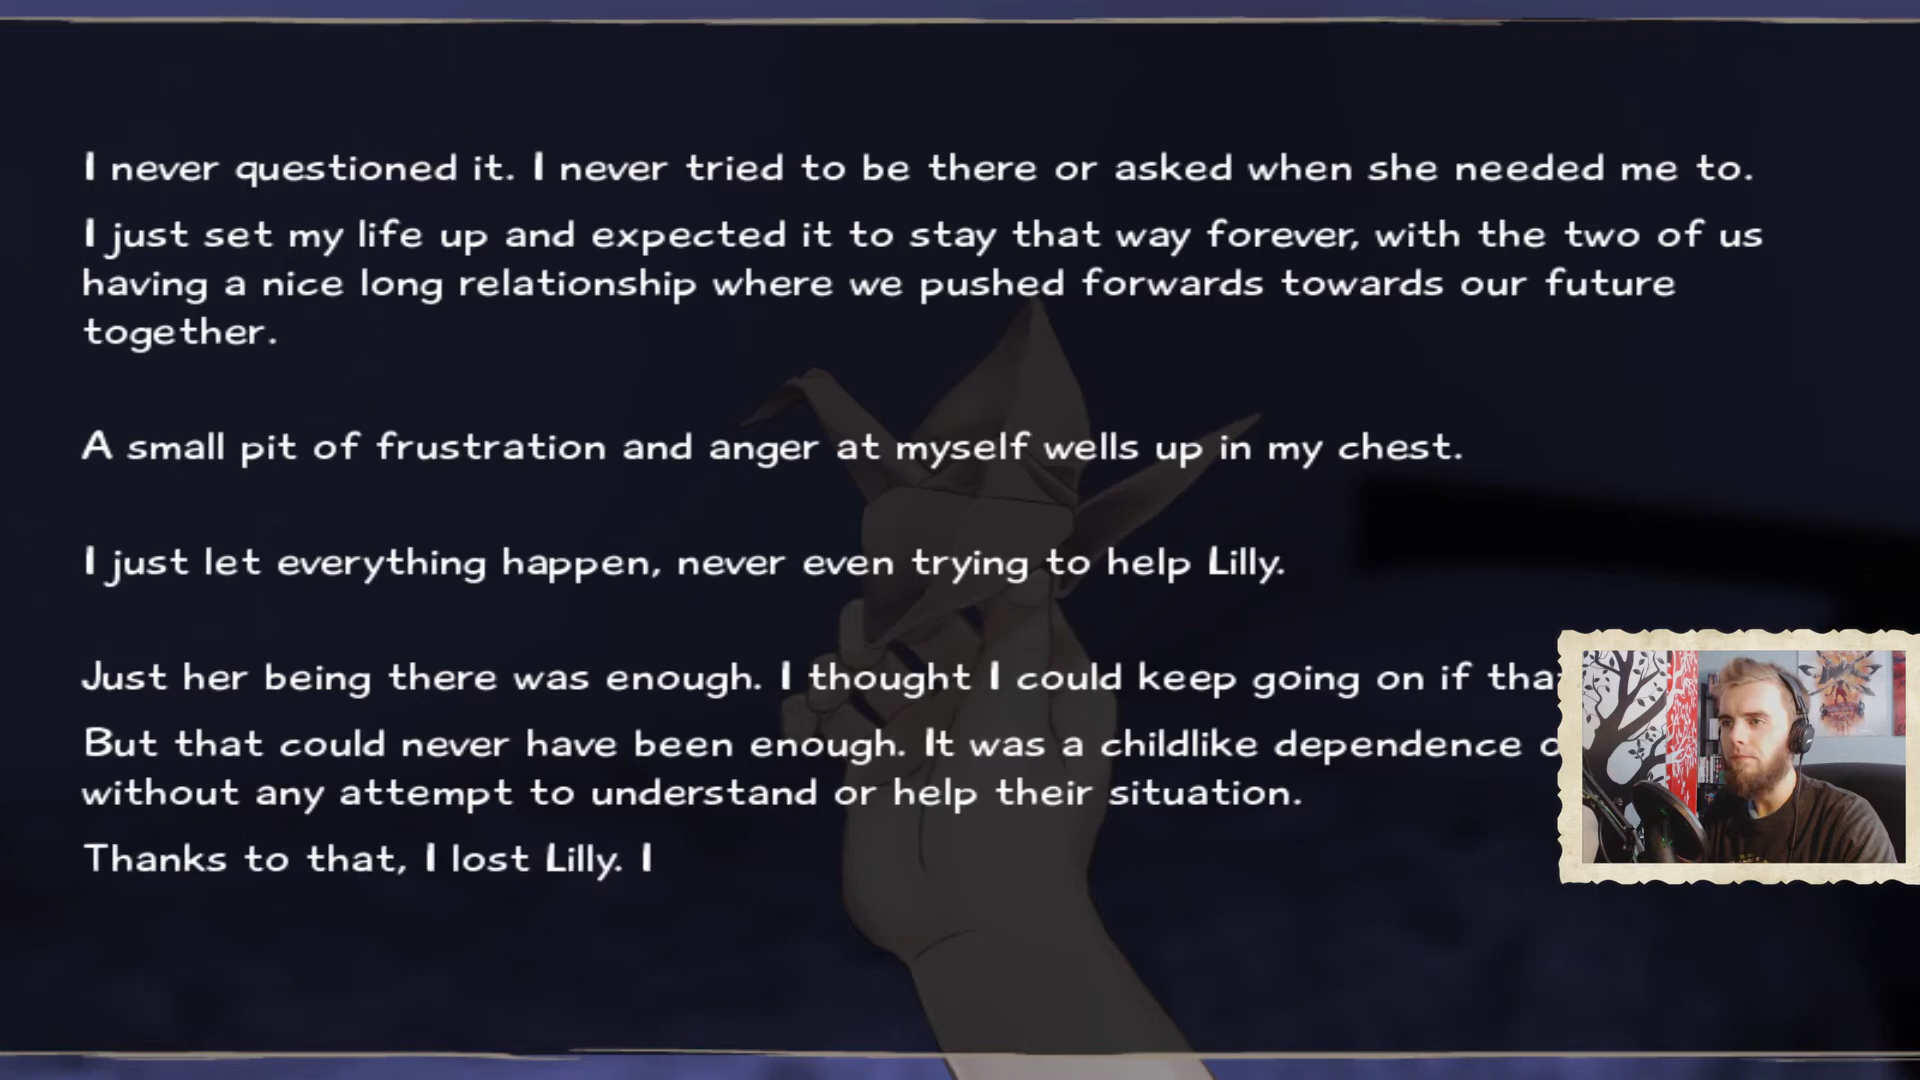 I never questioned it. I never tried to be there or asked when she needed me to.
I just set my life up and expected it to stay that way forever, with the two of us
having a nice long relationship where we pushed forwards towards our future
together.
A small pit of frustration and anger at myself wells up in my chest.
I just let everything happen, never even trying to help Lilly.
Just her being there was enough. I thought I could keep going on if
But that could never have been enough. It was a childlike dependence
without any attempt to understand or help their situation.
Thanks to that, I lost Lilly. I